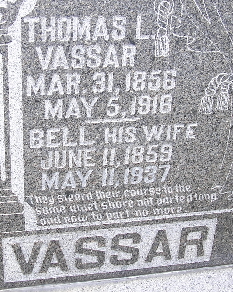 THOMAS L.
VASSAR
MAR. 31, 1856
MAY 5, 1916
BELL, HIS WIFE
JUNE 11, 1859
MAY 11, 1937
They steered their course to the
same quiet shore not parted long
and now to part no more
VASSAR